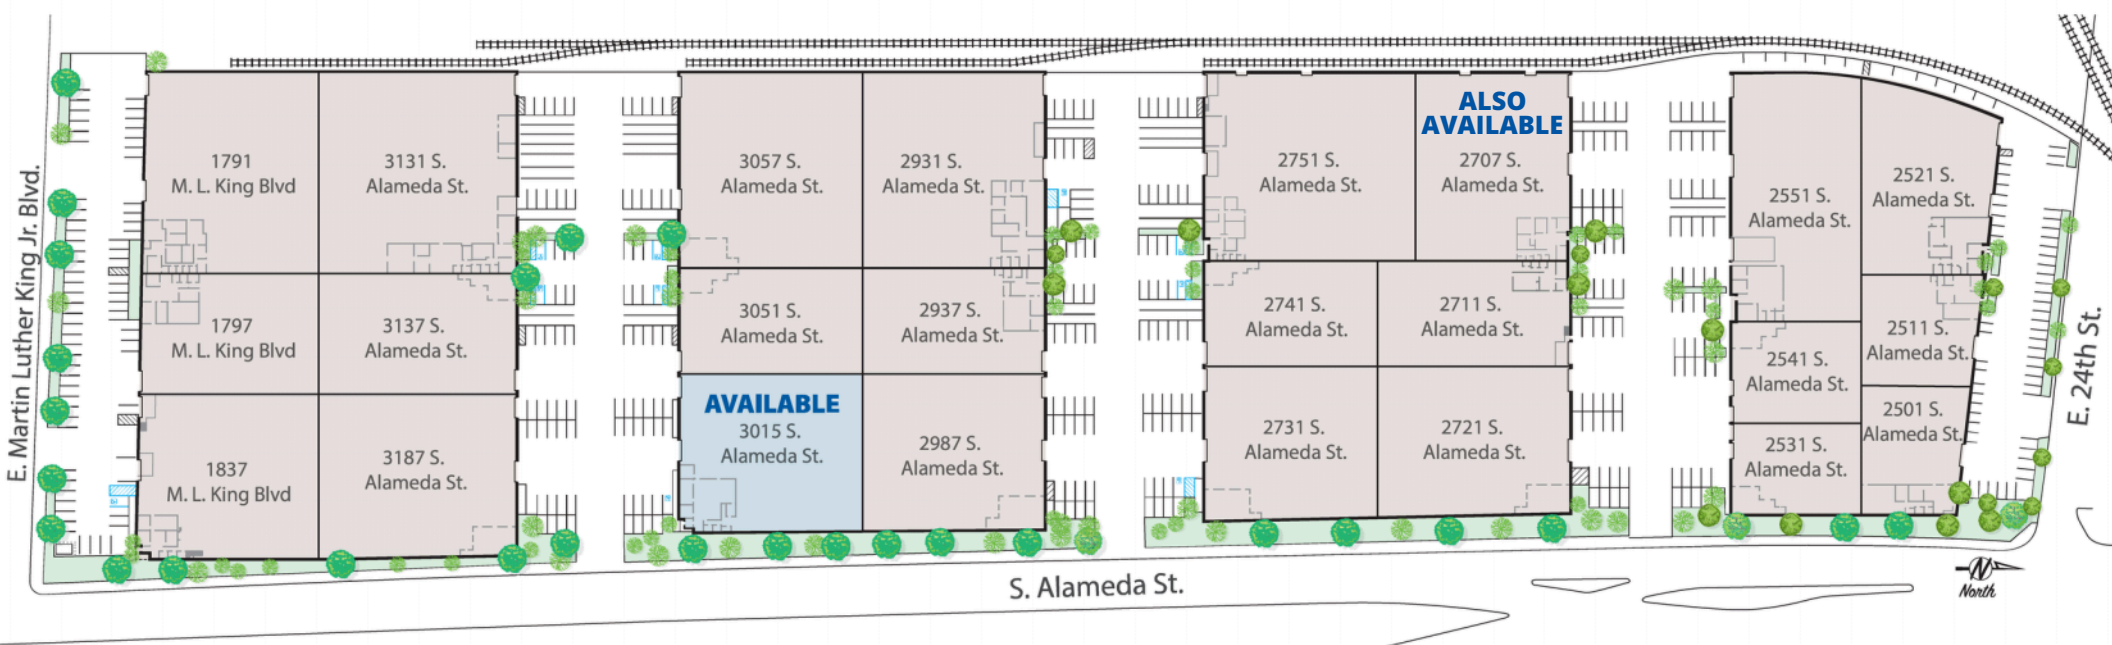 E. Martin Luther King Jr. Blvd.
1791
M. L. King Blvd
3131 S.
Alameda St.
1797
M. L. King Blvd
3137 S.
Alameda St.
1837
M. L. King Blvd
3187 S.
Alameda St.
3057 S.
Alameda St.
2931 S.
Alameda St.
3051 S.
Alameda St.
2937 S.
Alameda St.
AVAILABLE
3015 S.
Alameda St.
2987 S.
Alameda St.
2751 S.
Alameda St.
ALSO
AVAILABLE
2707 S.
Alameda St.
2741 S.
Alameda St.
2711 S.
Alameda St.
2731 S.
Alameda St.
2721 S.
Alameda St.
2551 S.
Alameda St.
2521 S.
Alameda St.
2541 S.
Alameda St.
2511 S.
Alameda St.
2531 S.
Alameda St.
2501 S.
Alameda St.
E. 24th St.
S. Alameda St.
N
North